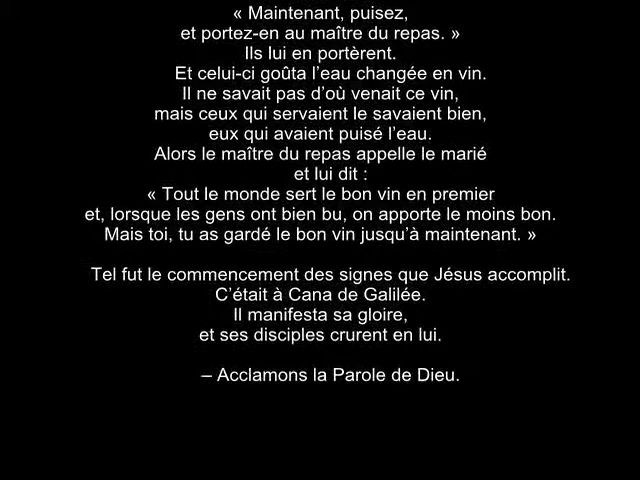 « Maintenant, puisez,
et portez-en au maître du repas. »
Ils lui en portèrent.
Et celui-ci goûta l’eau changée en vin.
Il ne savait pas d’où venait ce vin,
mais ceux qui servaient le savaient bien,
eux qui avaient puisé l’eau.
Alors le maître du repas appelle le marié
et lui dit :
« Tout le monde sert le bon vin en premier
et, lorsque les gens ont bien bu, on apporte le moins bon.
Mais toi, tu as gardé le bon vin jusqu’à maintenant. »
Tel fut le commencement des signes que Jésus accomplit.
C’était à Cana de Galilée.
Il manifesta sa gloire,
et ses disciples crurent en lui.
– Acclamons la Parole de Dieu.